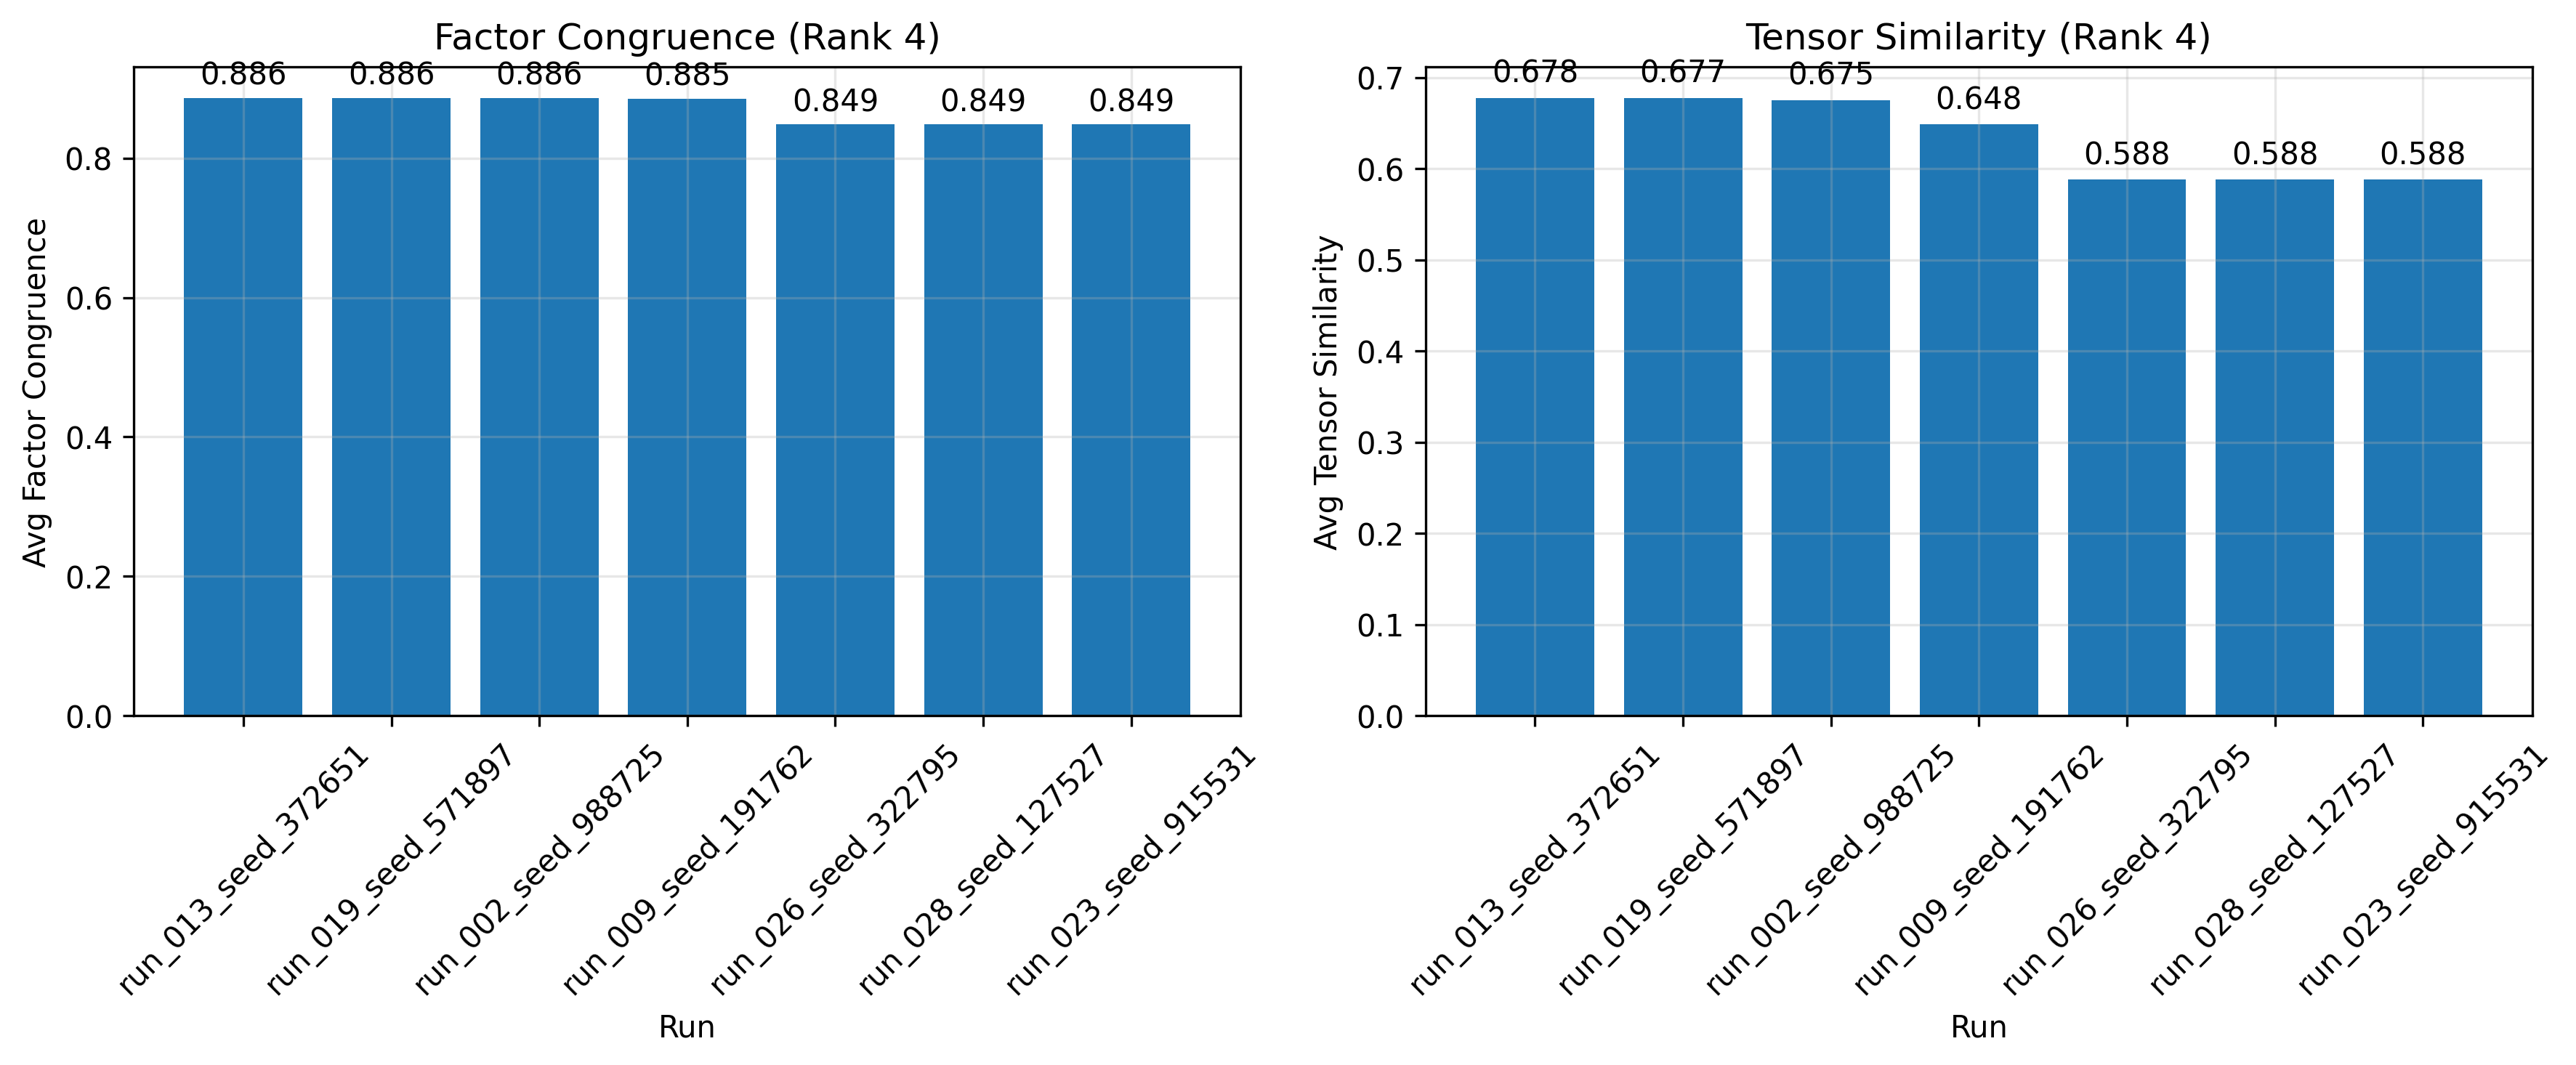 Factor Congruence (Rank 4)
0.886
0.886
0.886
0.885
0.849
0.849
0.849
0.8
0.6
0.4
0.2
0.0
Avg Factor Congruence
run_013_seed_372651
run_019_seed_571897
run_002_seed_988725
run_009_seed_191762
run_026_seed_322795
run_028_seed_127527
run_023_seed_915531
Run
Tensor Similarity (Rank 4)
0.678
0.677
0.675
0.648
0.588
0.588
0.588
0.7
0.6
0.5
0.4
0.3
0.2
0.1
0.0
Avg Tensor Similarity
run_013_seed_372651
run_019_seed_571897
run_002_seed_988725
run_009_seed_191762
run_026_seed_322795
run_028_seed_127527
run_023_seed_915531
Run